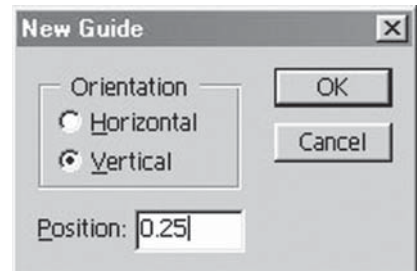 New Guide
Orientation
Horizontal
Vertical
Position: 0.25
OK
Cancel